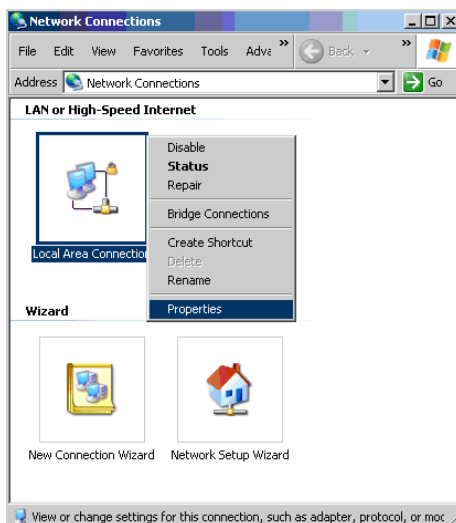 Network Connections
File Edit View Favorites Tools Adva » Back »
Address Network Connections Go
LAN or High-Speed Internet
Local Area Connection
Disable
Status
Repair
Bridge Connections
Create Shortcut
Delete
Rename
Properties
Wizard
New Connection Wizard Network Setup Wizard
View or change settings for this connection, such as adapter, protocol, or moc